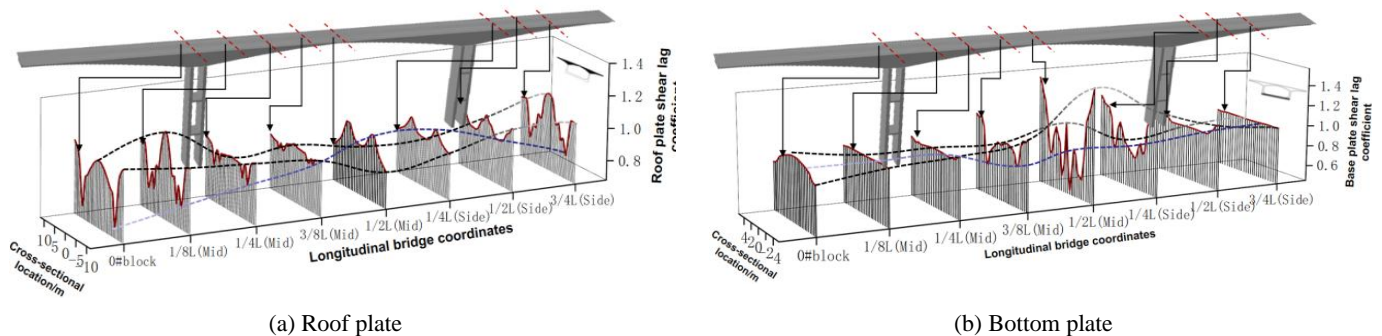 1.4
1.2
1.0
0.8
Roof plate shear lag
coefficient
10
5
0
-5
-10
Cross-sectional
location/m
0#block
1/8L(Mid)
1/4L(Mid)
3/8L(Mid)
1/2L(Mid)
1/4L(Side)
1/2L(Side)
3/4L(Side)
Longitudinal bridge coordinates
(a) Roof plate
1.4
1.2
1.0
0.8
0.6
Base plate shear lag
coefficient
4
2
0
-2
-4
Cross-sectional
location/m
0#block
1/8L(Mid)
1/4L(Mid)
3/8L(Mid)
1/2L(Mid)
1/4L(Side)
1/2L(Side)
3/4L(Side)
Longitudinal bridge coordinates
(b) Bottom plate